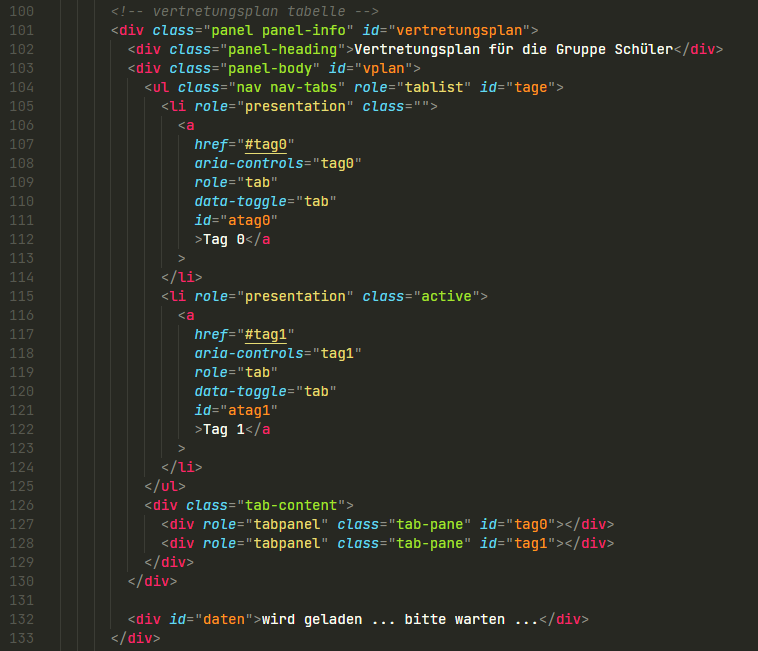 100 <!-- vertretungsplan tabelle -->
101 <div class="panel panel-info" id="vertretungsplan">
102 <div class="panel-heading">Vertretungsplan für die Gruppe Schüler</div>
103 <div class="panel-body" id="vplan">
104 <ul class="nav nav-tabs" role="tablist" id="tage">
105 <li role="presentation" class="">
106 <a
107 href="#tag0"
108 aria-controls="tag0"
109 role="tab"
110 data-toggle="tab"
111 id="atag0"
112 >Tag 0</a
113 >
114 </li>
115 <li role="presentation" class="active">
116 <a
117 href="#tag1"
118 aria-controls="tag1"
119 role="tab"
120 data-toggle="tab"
121 id="atag1"
122 >Tag 1</a
123 >
124 </li>
125 </ul>
126 <div class="tab-content">
127 <div role="tabpanel" class="tab-pane" id="tag0"></div>
128 <div role="tabpanel" class="tab-pane" id="tag1"></div>
129 </div>
130 </div>
131
132 <div id="daten">wird geladen ... bitte warten ...</div>
133 </div>